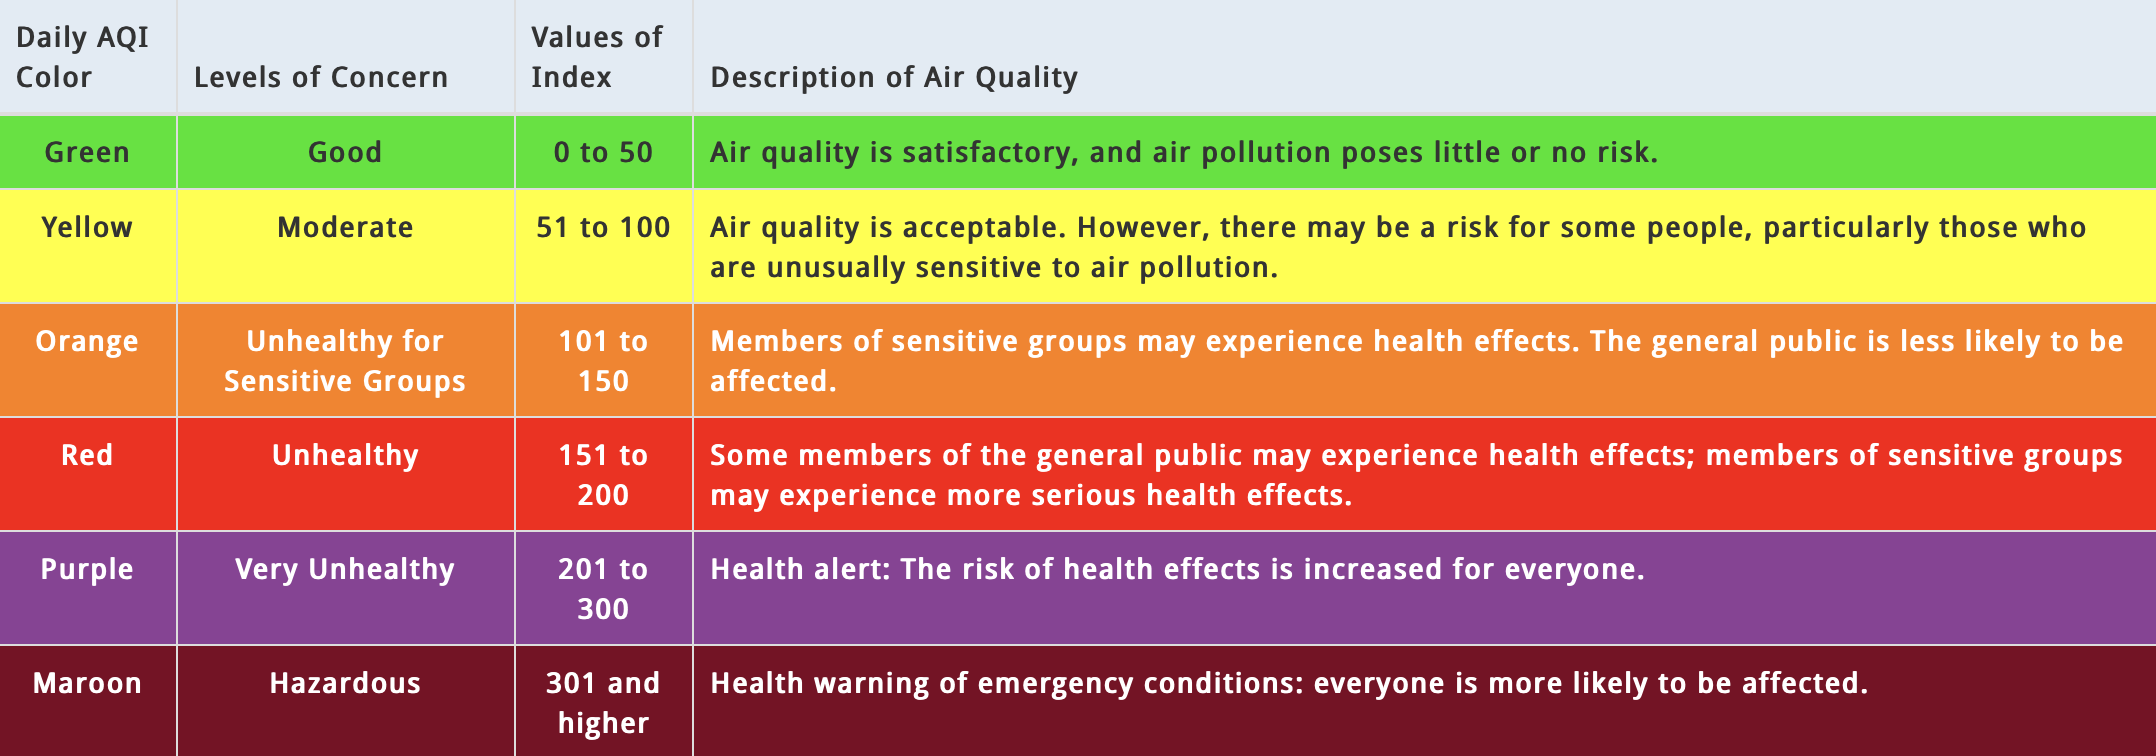 Daily AQI
Color
Levels of Concern
Values of
Index
Description of Air Quality
Green
Good
0 to 50
Air quality is satisfactory, and air pollution poses little or no risk.
Yellow
Moderate
51 to 100
Air quality is acceptable. However, there may be a risk for some people, particularly those who
are unusually sensitive to air pollution.
Orange
Unhealthy for
Sensitive Groups
101 to
150
Members of sensitive groups may experience health effects. The general public is less likely to be
affected.
Red
Unhealthy
151 to
200
Some members of the general public may experience health effects; members of sensitive groups
may experience more serious health effects.
Purple
Very Unhealthy
201 to
300
Health alert: The risk of health effects is increased for everyone.
Maroon
Hazardous
301 and
higher
Health warning of emergency conditions: everyone is more likely to be affected.